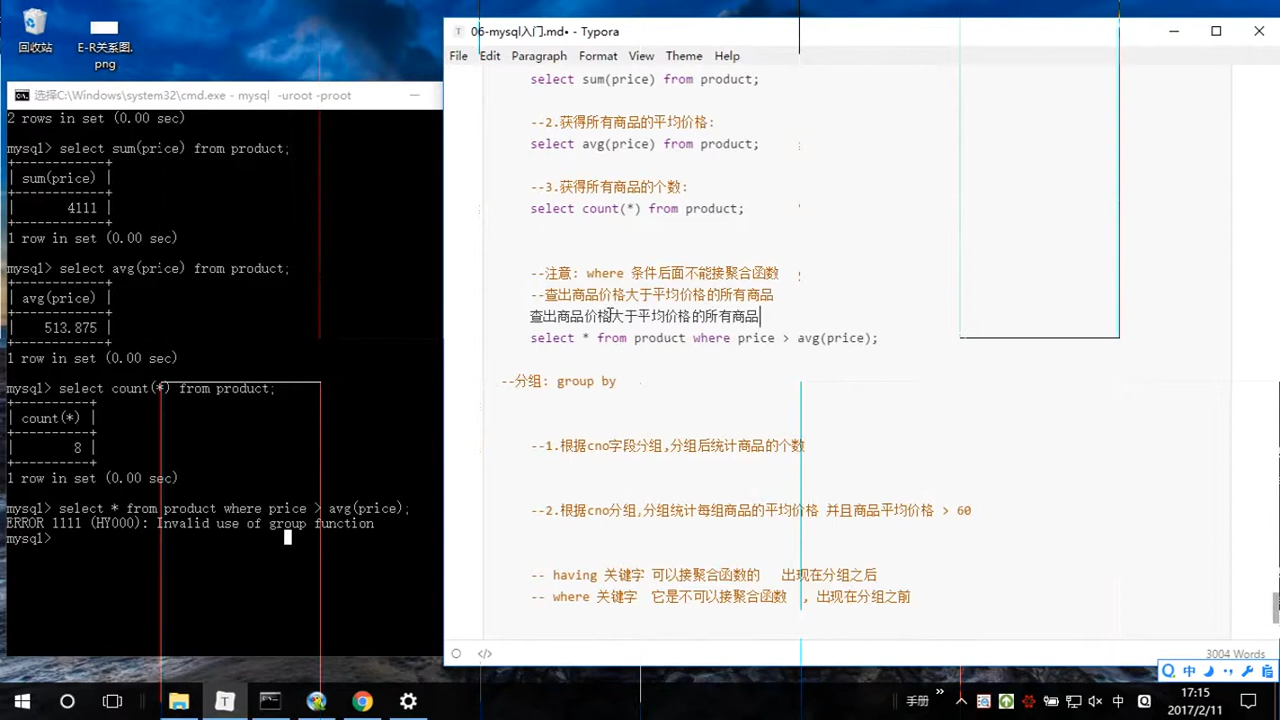 回收站
E-R关系图.
png
选择C:\Windows\system32\cmd.exe - mysql -uroot -proot
2 rows in set (0.00 sec)
mysql> select sum(price) from product;
+------------+
| sum(price) |
+------------+
| 4111 |
+------------+
1 row in set (0.00 sec)
mysql> select avg(price) from product;
+------------+
| avg(price) |
+------------+
| 513.875 |
+------------+
1 row in set (0.00 sec)
mysql> select count(*) from product;
+----------+
| count(*) |
+----------+
| 8 |
+----------+
1 row in set (0.00 sec)
mysql> select * from product where price > avg(price);
ERROR 1111 (HY000): Invalid use of group function
mysql>
06-mysql入门.md• - Typora
File Edit Paragraph Format View Theme Help
select sum(price) from product;
--2.获得所有商品的平均价格:
select avg(price) from product;
--3.获得所有商品的个数:
select count(*) from product;
--注意: where 条件后面不能接聚合函数
--查出商品价格大于平均价格的所有商品
查出商品价格大于平均价格的所有商品
select * from product where price > avg(price);
--分组: group by
--1.根据cno字段分组,分组后统计商品的个数
--2.根据cno分组,分组统计每组商品的平均价格 并且商品平均价格 > 60
-- having 关键字 可以接聚合函数的 出现在分组之后
-- where 关键字 它是不可以接聚合函数 , 出现在分组之前
3004 Words
中
手册
中
17:15
2017/2/11